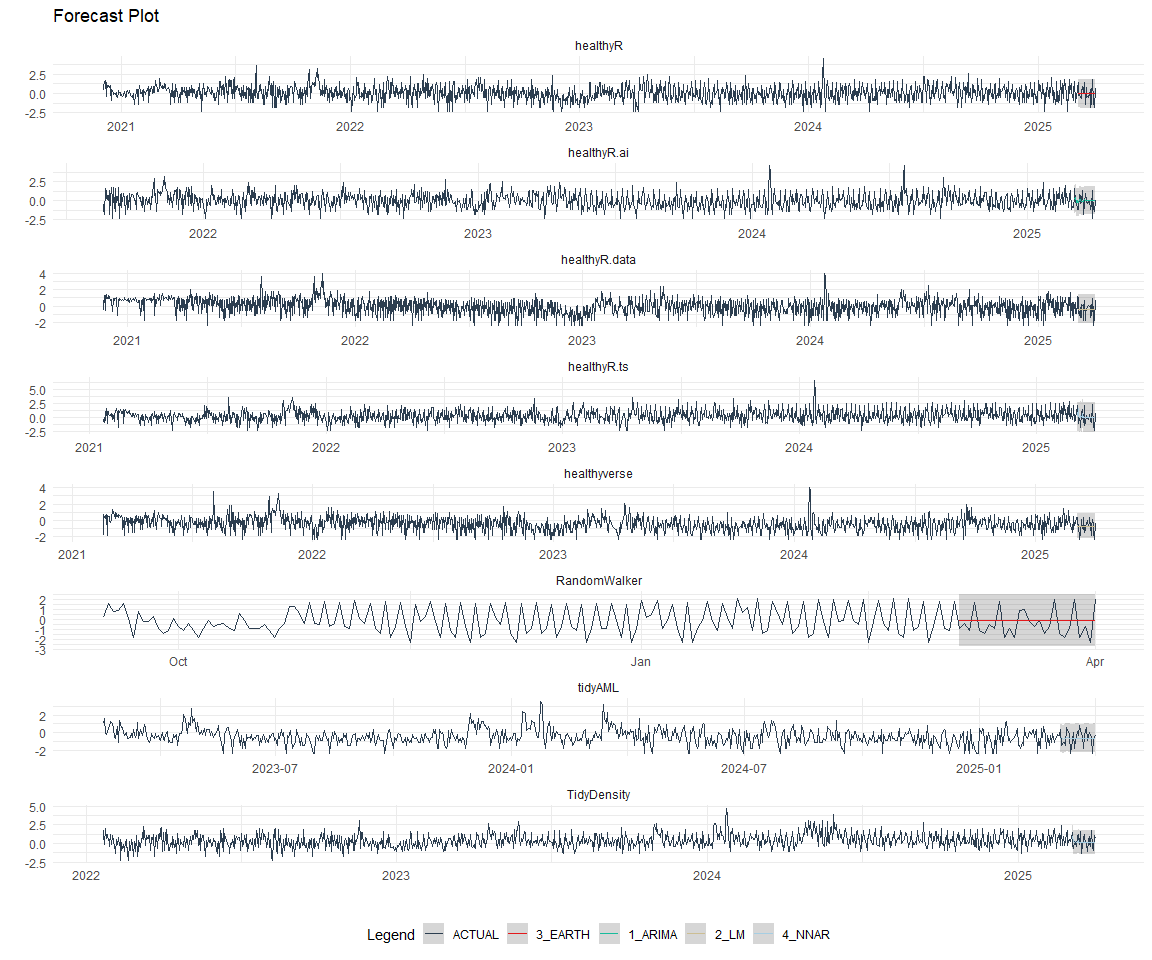 Forecast Plot
healthyR
2.5
0.0
-2.5
2021 2022 2023 2024 2025
healthyR.ai
2.5
0.0
-2.5
2022 2023 2024 2025
healthyR.data
4
2
0
-2
2021 2022 2023 2024 2025
healthyR.ts
5.0
2.5
0.0
-2.5
2021 2022 2023 2024 2025
healthyverse
4
2
0
-2
2021 2022 2023 2024 2025
RandomWalker
2
1
0
-1
-2
-3
Oct Jan Apr
tidyAML
2
0
-2
2023-07 2024-01 2024-07 2025-01
TidyDensity
5.0
2.5
0.0
-2.5
2022 2023 2024 2025
Legend ACTUAL 3_EARTH 1_ARIMA 2_LM 4_NNAR